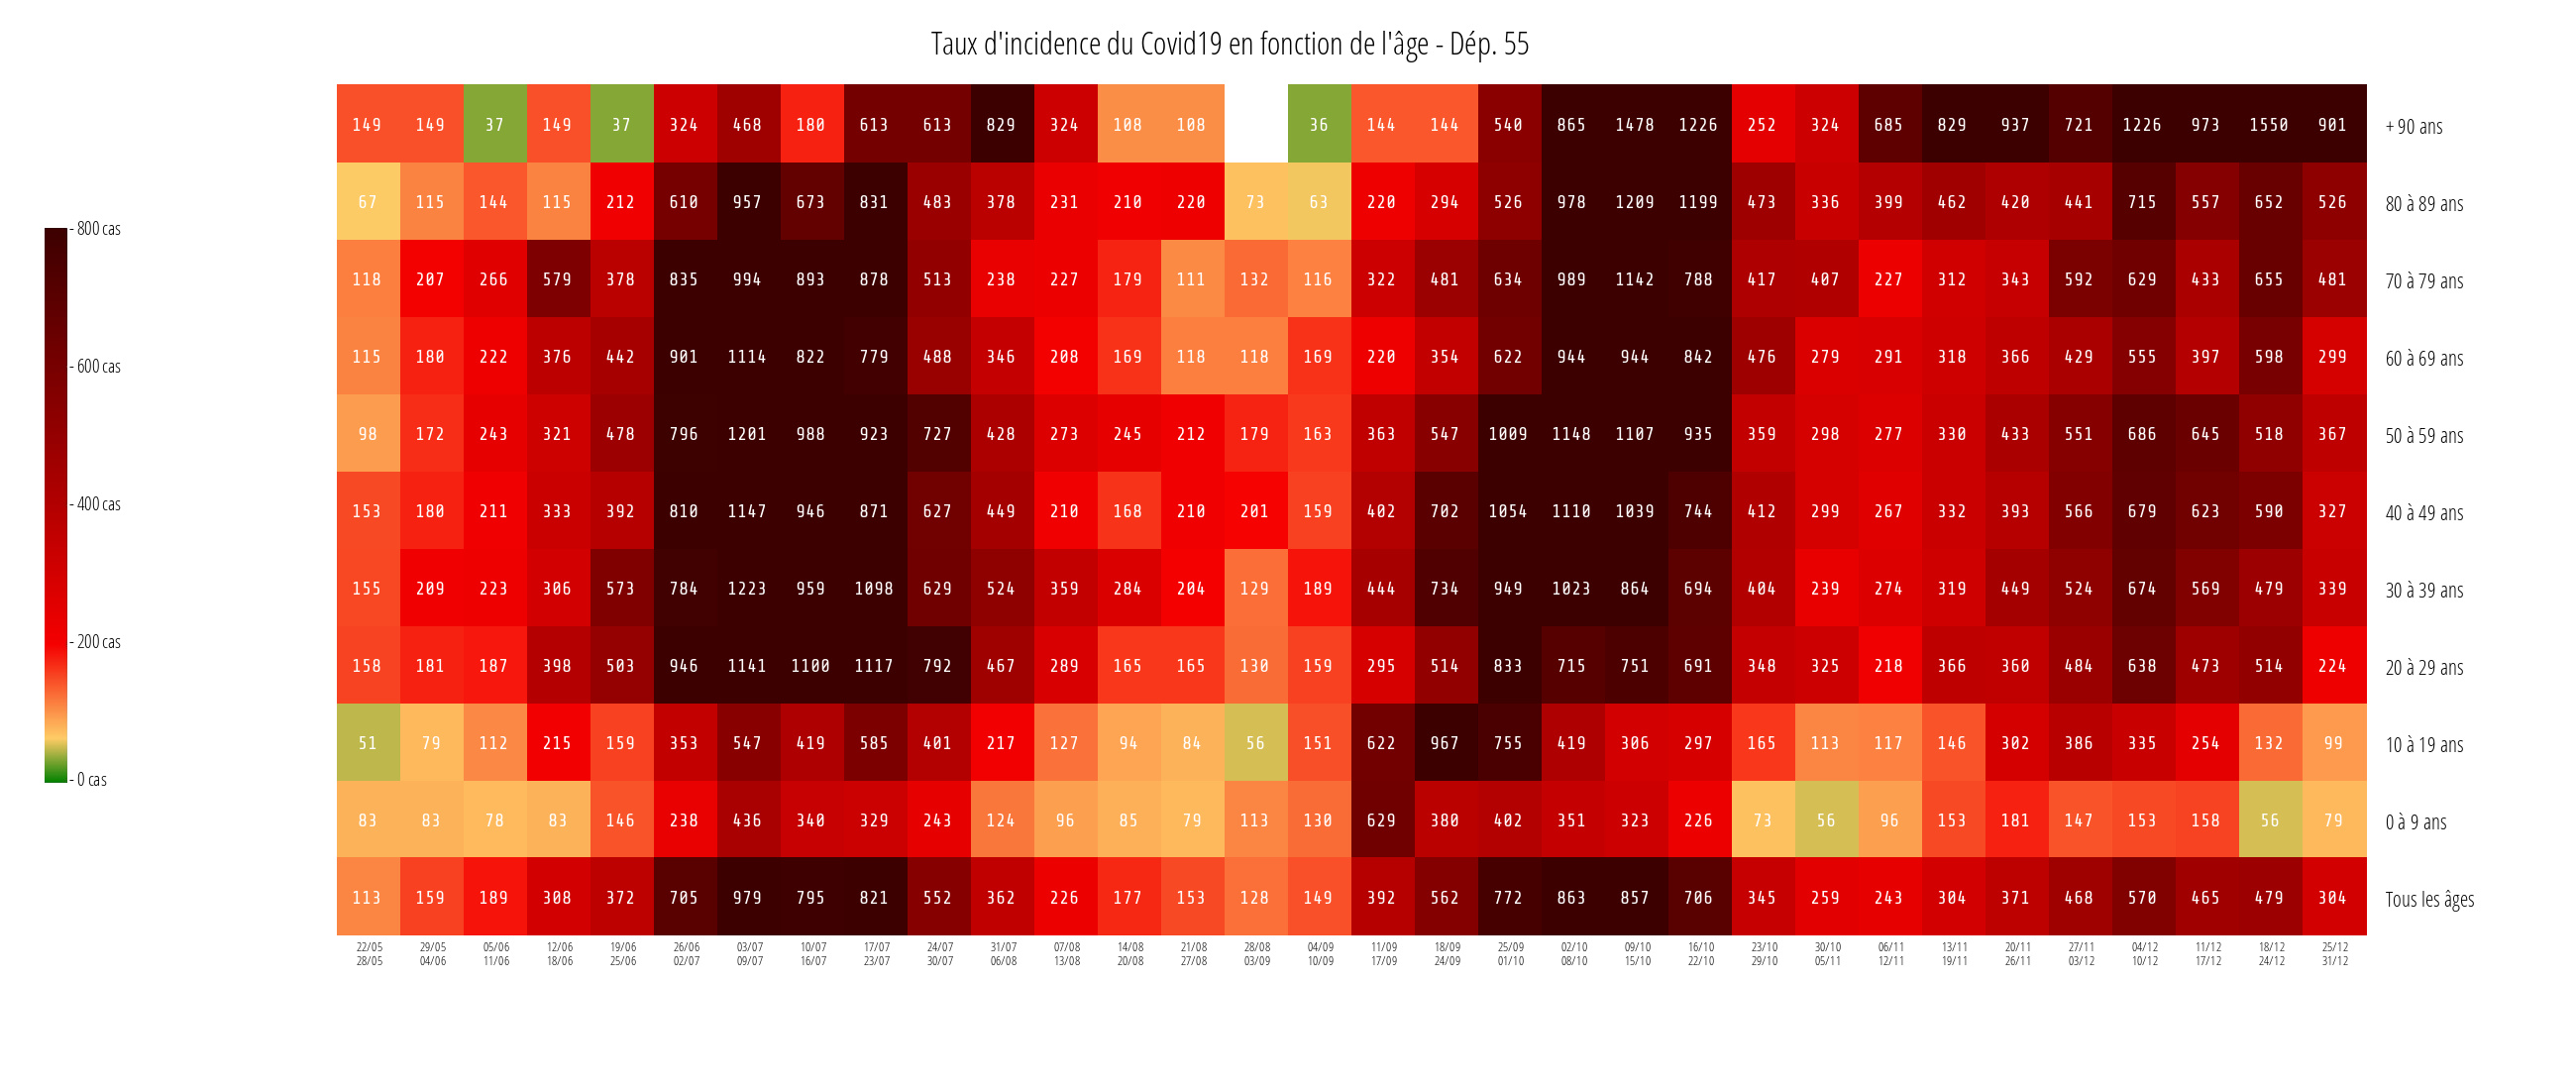 Taux d'incidence du Covid19 en fonction de l'âge - Dép. 55
149 149 37 149 37 324 468 180 613 613 829 324 108 108 36 144 144 540 865 1478 1226 252 324 685 829 937 721 1226 973 1550 901 + 90 ans
67 115 144 115 212 610 957 673 831 483 378 231 210 220 73 63 220 294 526 978 1209 1199 473 336 399 462 420 441 715 557 652 526 80 à 89 ans
118 207 266 579 378 835 994 893 878 513 238 227 179 111 132 116 322 481 634 989 1142 788 417 407 227 312 343 592 629 433 655 481 70 à 79 ans
115 180 222 376 442 901 1114 822 779 488 346 208 169 118 118 169 220 354 622 944 944 842 476 279 291 318 366 429 555 397 598 299 60 à 69 ans
98 172 243 321 478 796 1201 988 923 727 428 273 245 212 179 163 363 547 1009 1148 1107 935 359 298 277 330 433 551 686 645 518 367 50 à 59 ans
153 180 211 333 392 810 1147 946 871 627 449 210 168 210 201 159 402 702 1054 1110 1039 744 412 299 267 332 393 566 679 623 590 327 40 à 49 ans
155 209 223 306 573 784 1223 959 1098 629 524 359 284 204 129 189 444 734 949 1023 864 694 404 239 274 319 449 524 674 569 479 339 30 à 39 ans
158 181 187 398 503 946 1141 1100 1117 792 467 289 165 165 130 159 295 514 833 715 751 691 348 325 218 366 360 484 638 473 514 224 20 à 29 ans
51 79 112 215 159 353 547 419 585 401 217 127 94 84 56 151 622 967 755 419 306 297 165 113 117 146 302 386 335 254 132 99 10 à 19 ans
83 83 78 83 146 238 436 340 329 243 124 96 85 79 113 130 629 380 402 351 323 226 73 56 96 153 181 147 153 158 56 79 0 à 9 ans
113 159 189 308 372 705 979 795 821 552 362 226 177 153 128 149 392 562 772 863 857 706 345 259 243 304 371 468 570 465 479 304 Tous les âges
22/05 29/05 05/06 12/06 19/06 26/06 03/07 10/07 17/07 24/07 31/07 07/08 14/08 21/08 28/08 04/09 11/09 18/09 25/09 02/10 09/10 16/10 23/10 30/10 06/11 13/11 20/11 27/11 04/12 11/12 18/12 25/12
28/05 04/06 11/06 18/06 25/06 02/07 09/07 16/07 23/07 30/07 06/08 13/08 20/08 27/08 03/09 10/09 17/09 24/09 01/10 08/10 15/10 22/10 29/10 05/11 12/11 19/11 26/11 03/12 10/12 17/12 24/12 31/12
- 800 cas
- 600 cas
- 400 cas
- 200 cas
- 0 cas